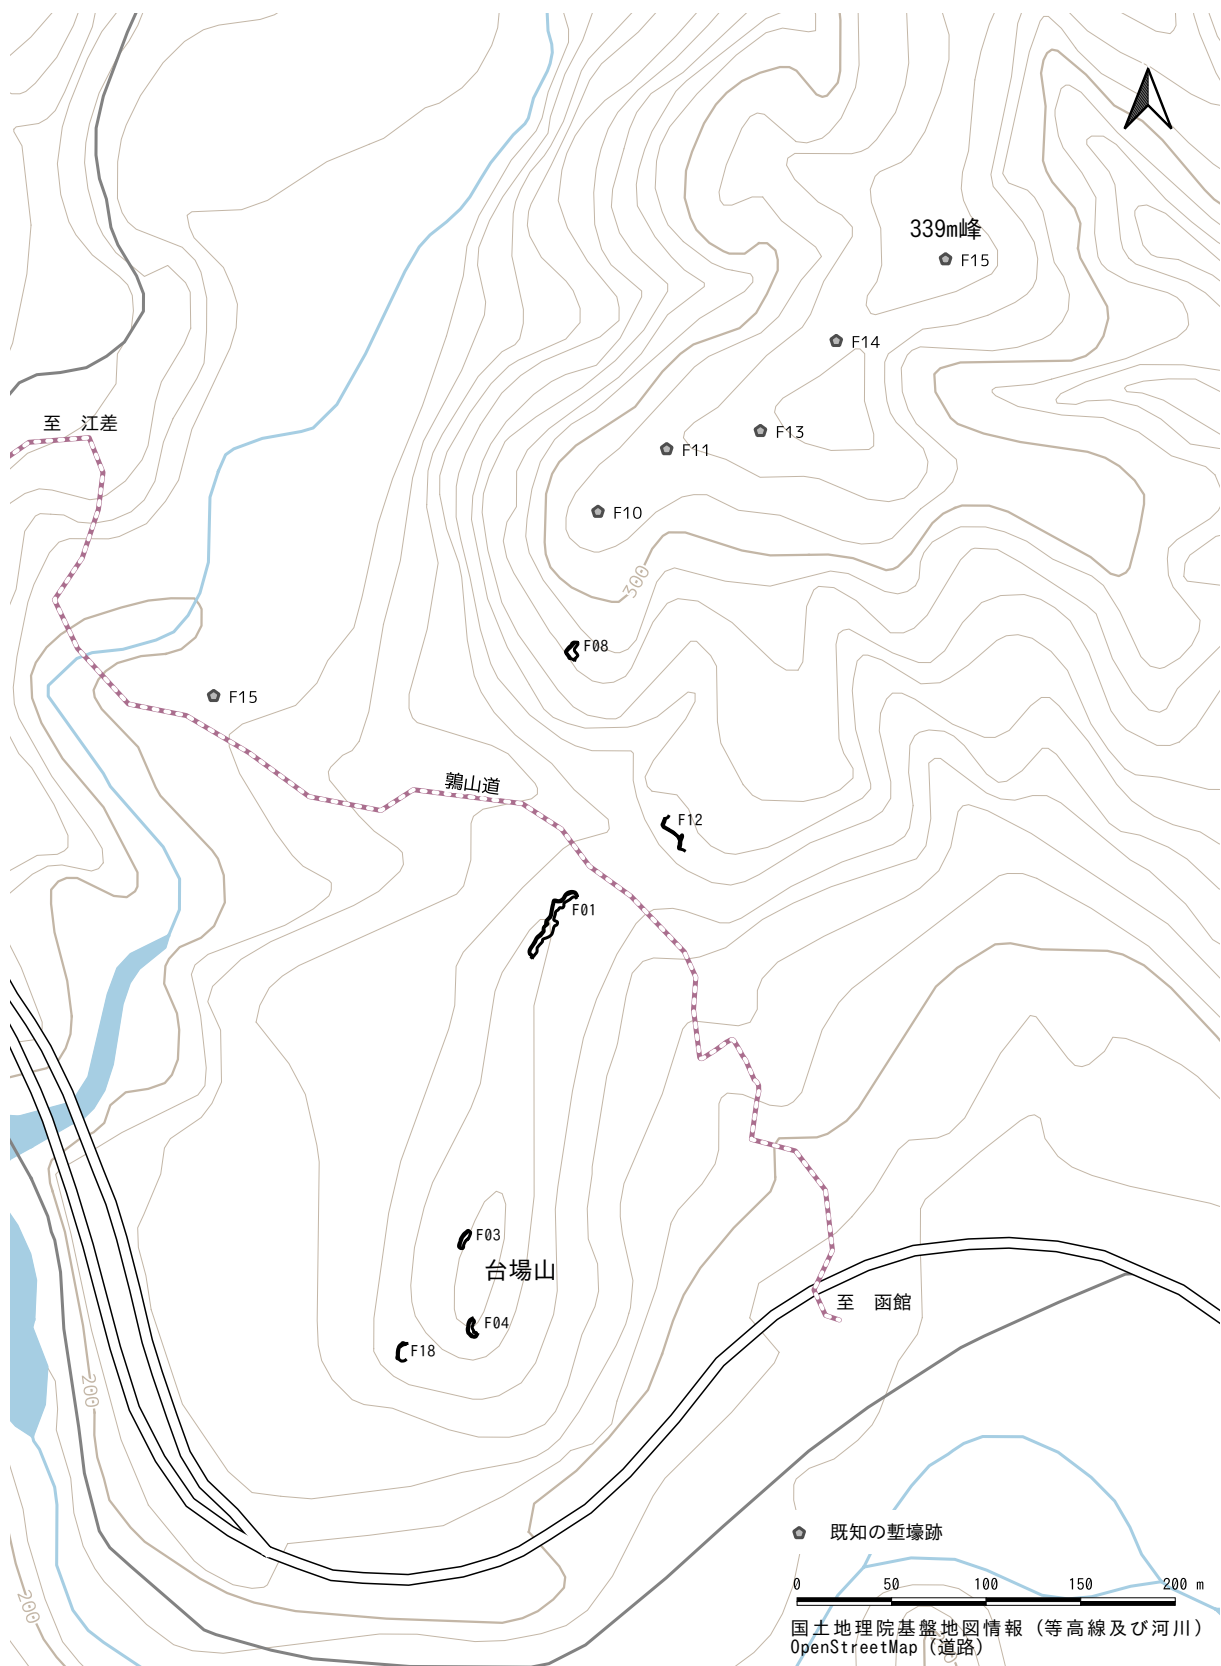 339m峰
F15
F14
至　江差
F13
F11
F10
300
F08
F15
鶉山道
F12
F01
F03
台場山
至　函館
F04
F18
200
既知の塹壕跡
0 50 100 150 200 m
200
国土地理院基盤地図情報（等高線及び河川）
OpenStreetMap（道路）